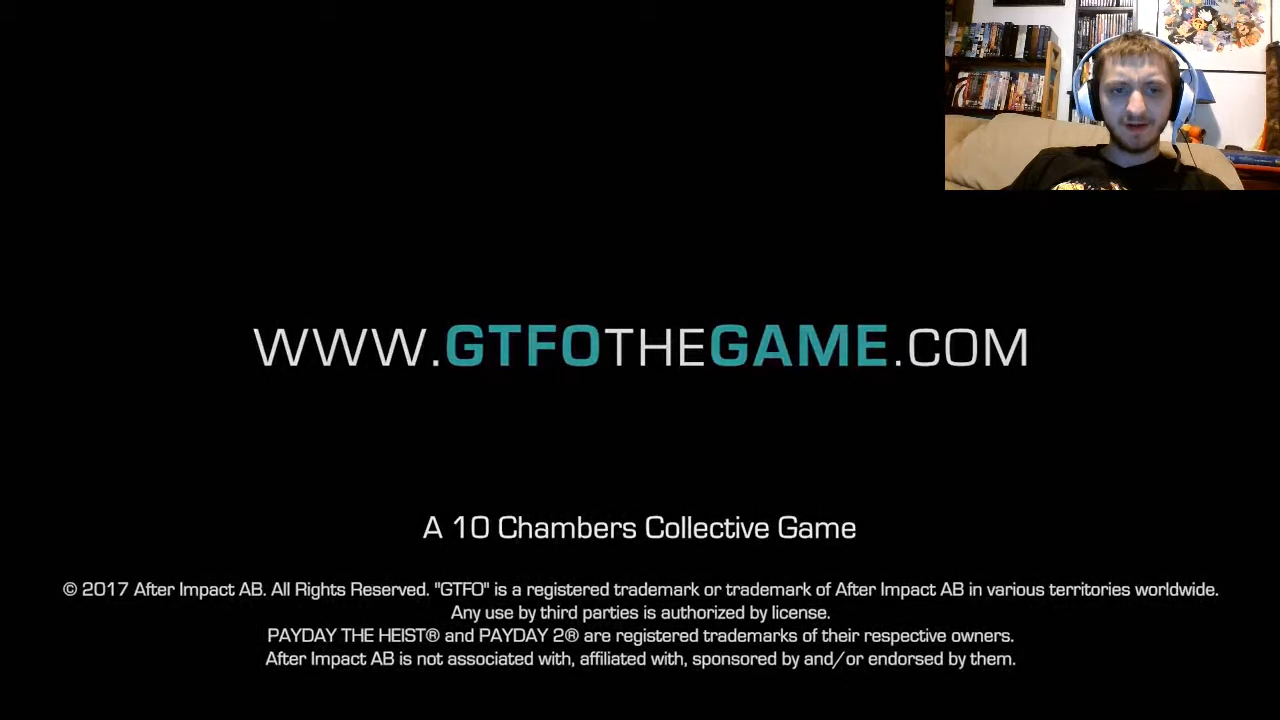 WWW.GTFOTHEGAME.COM
A 10 Chambers Collective Game
© 2017 After Impact AB. All Rights Reserved. "GTFO" is a registered trademark or trademark of After Impact AB in various territories worldwide.
Any use by third parties is authorized by license.
PAYDAY THE HEIST® and PAYDAY 2® are registered trademarks of their respective owners.
After Impact AB is not associated with, affiliated with, sponsored by and/or endorsed by them.